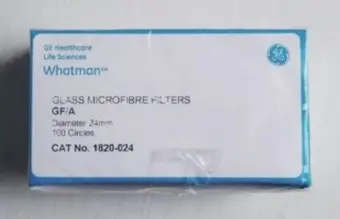 GE Healthcare
Life Sciences
Whatman™
GLASS MICROFIBRE FILTERS
GF/A
Diameter 24mm
100 Circles
CAT No. 1820-024